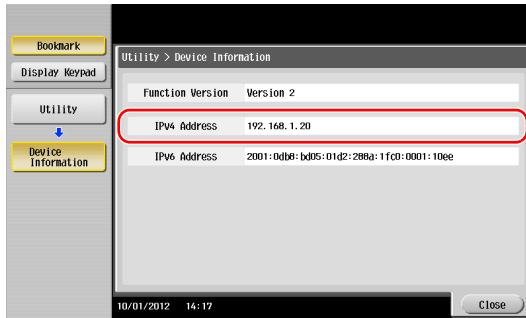 Bookmark
Display Keypad
Utility
Device
Information
Utility > Device Information
Function Version Version 2
IPv4 Address 192.168.1.20
IPv6 Address 2001:0db8:bd05:01d2:288a:1fc0:0001:10ee
10/01/2012 14:17
Close